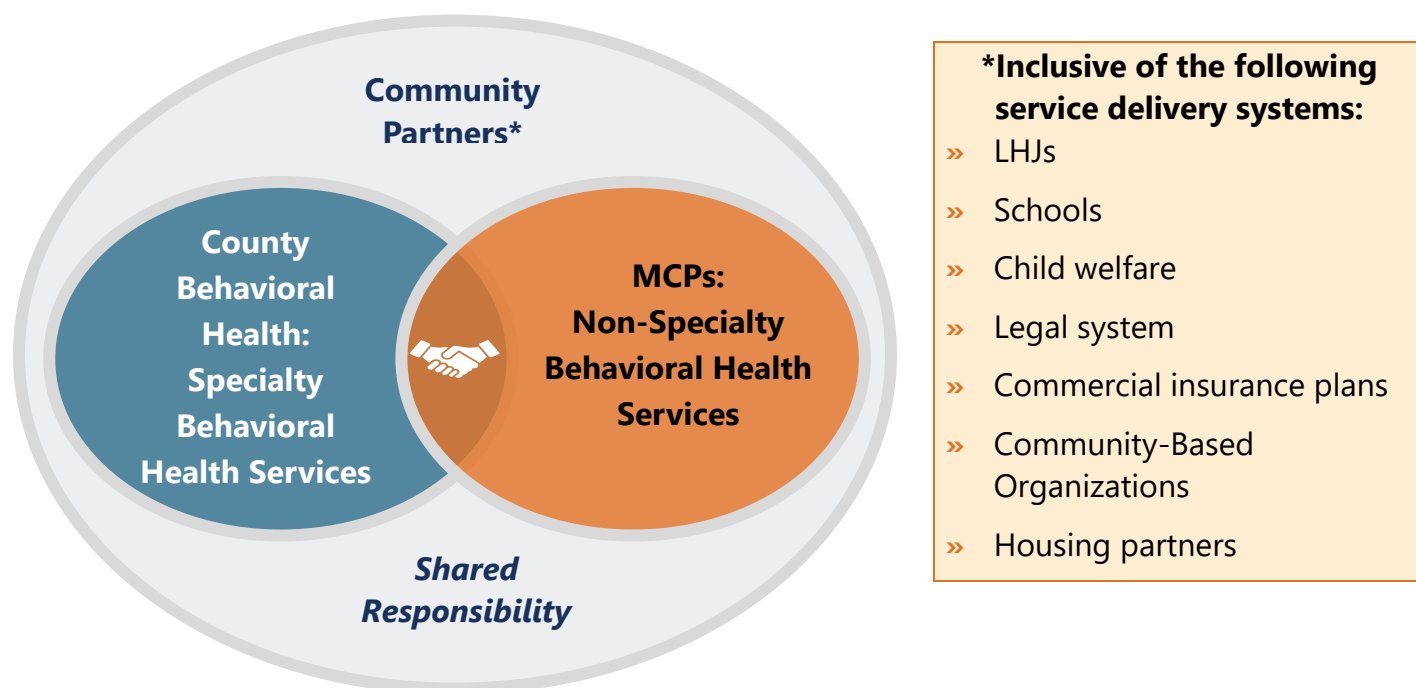 Community
Partners*
County
Behavioral
Health:
Specialty
Behavioral
Health Services
MCPs:
Non-Specialty
Behavioral Health
Services
Shared
Responsibility
*Inclusive of the following
service delivery systems:
» LHJs
» Schools
» Child welfare
» Legal system
» Commercial insurance plans
» Community-Based
Organizations
» Housing partners